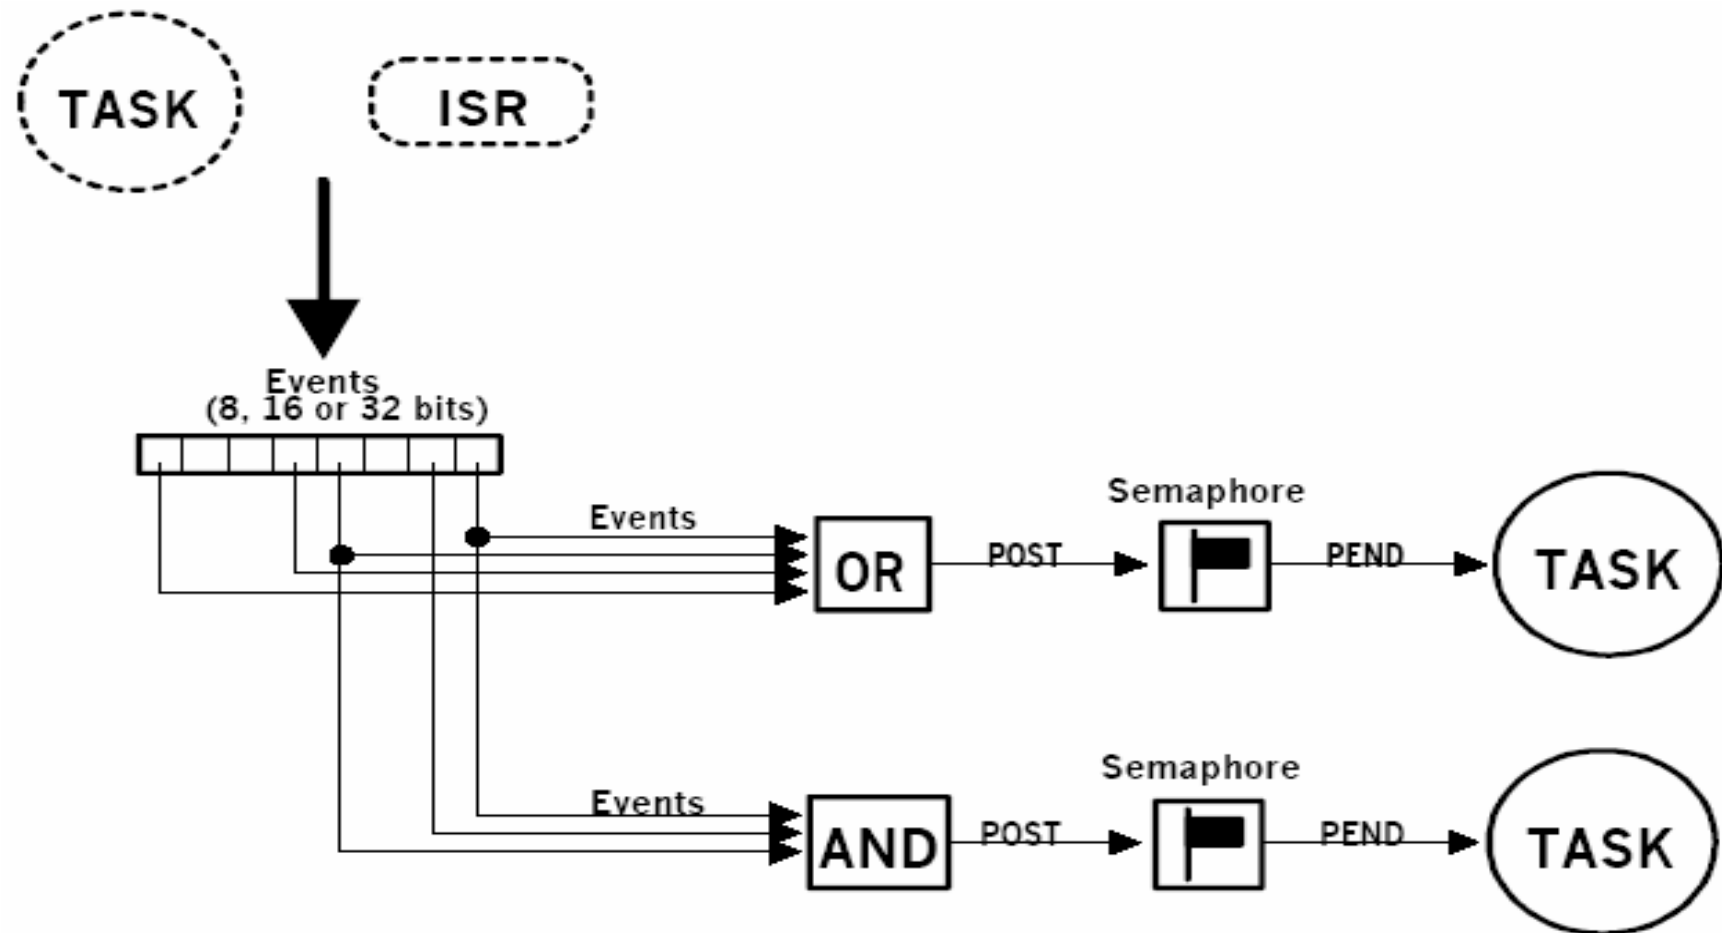 TASK
ISR
Events
(8, 16 or 32 bits)
Semaphore
Events
OR
POST
PEND
TASK
Semaphore
Events
AND
POST
PEND
TASK